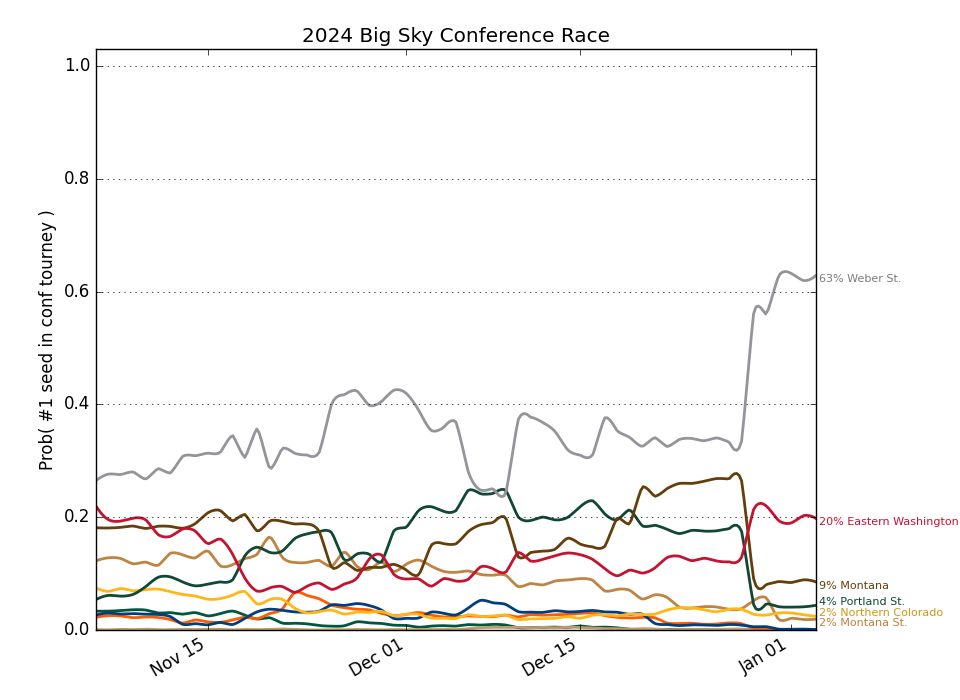 2024 Big Sky Conference Race
Prob( #1 seed in conf tourney )
1.0
0.8
0.6
0.4
0.2
0.0
63% Weber St.
20% Eastern Washington
9% Montana
4% Portland St.
2% Northern Colorado
2% Montana St.
Nov 15
Dec 01
Dec 15
Jan 01